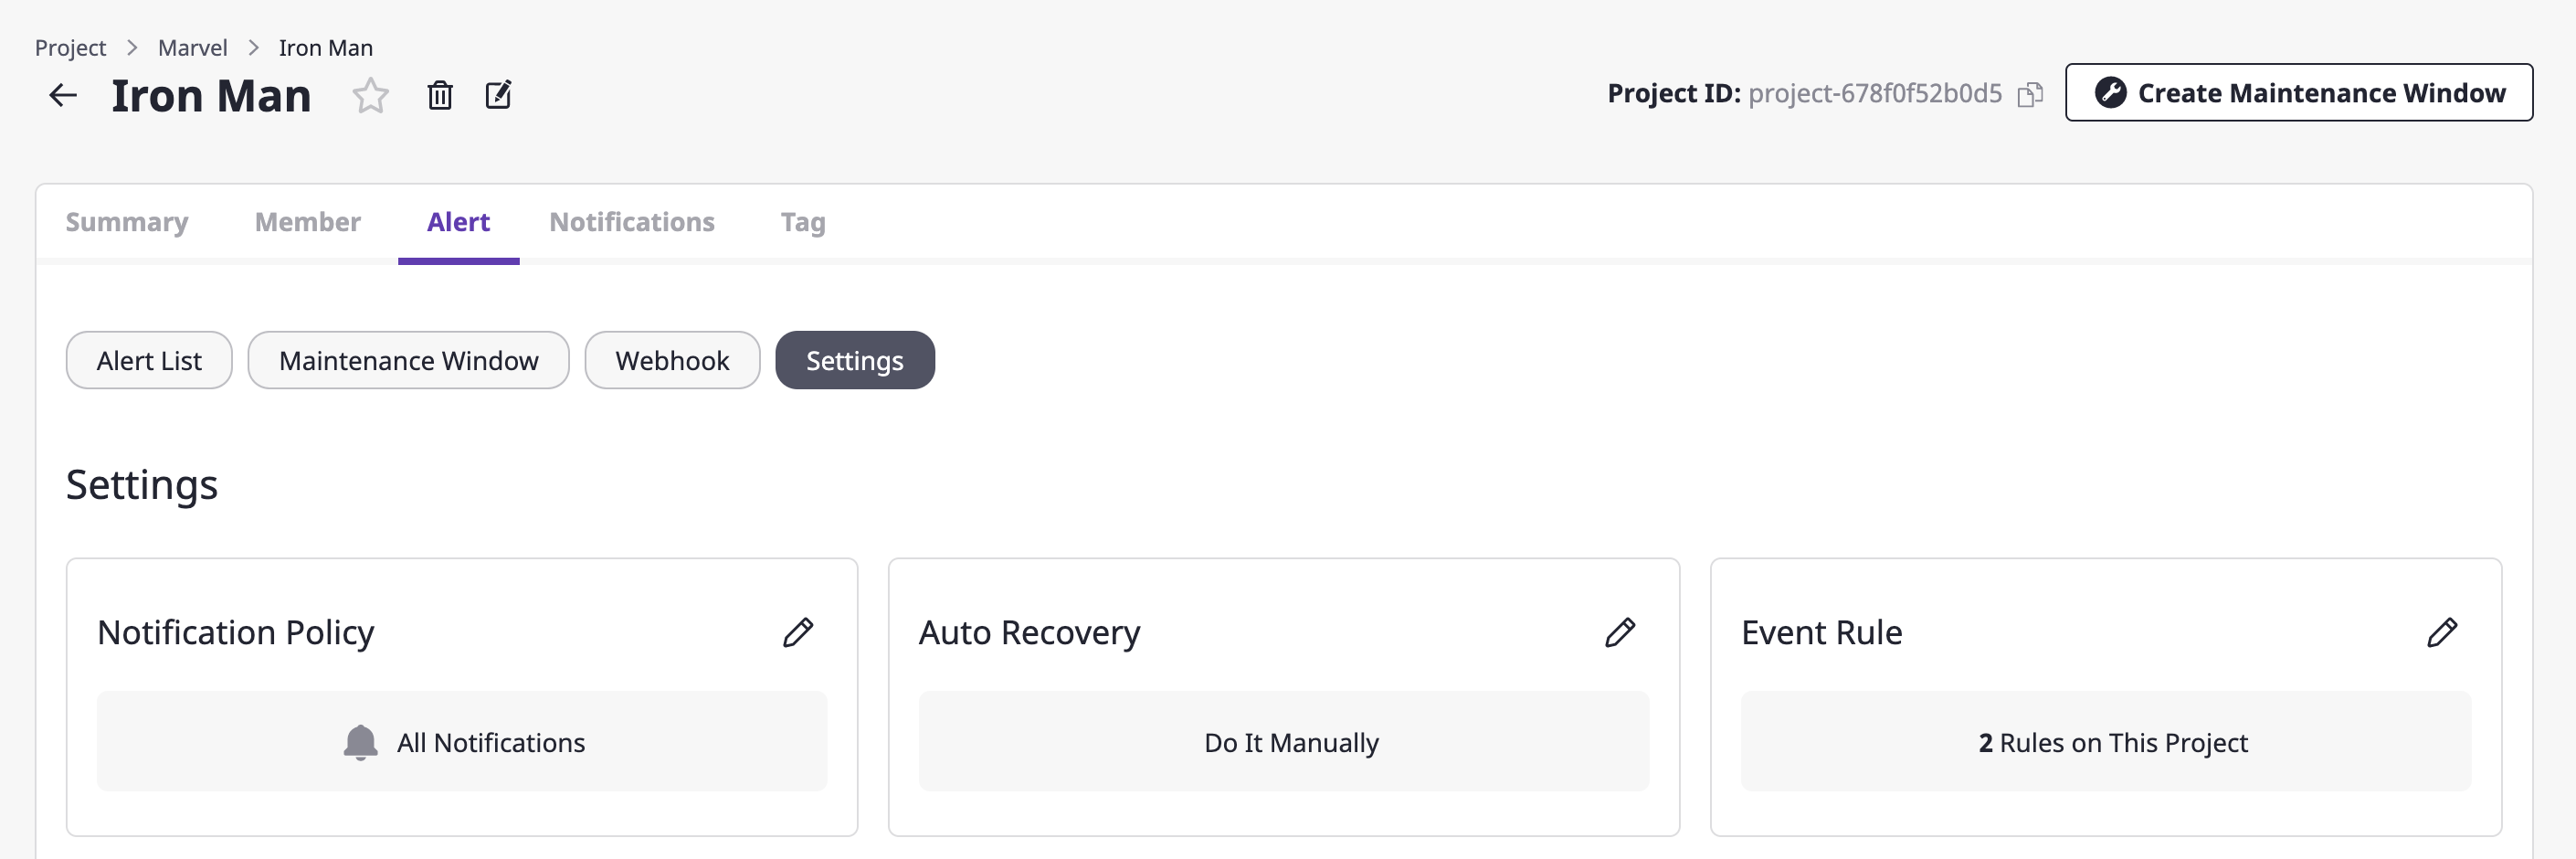 Project > Marvel > Iron Man
Iron Man
Project ID: project-678f0f52b0d5
Create Maintenance Window
Summary Member Alert Notifications Tag
Alert List Maintenance Window Webhook Settings
Settings
Notification Policy
All Notifications
Auto Recovery
Do It Manually
Event Rule
2 Rules on This Project